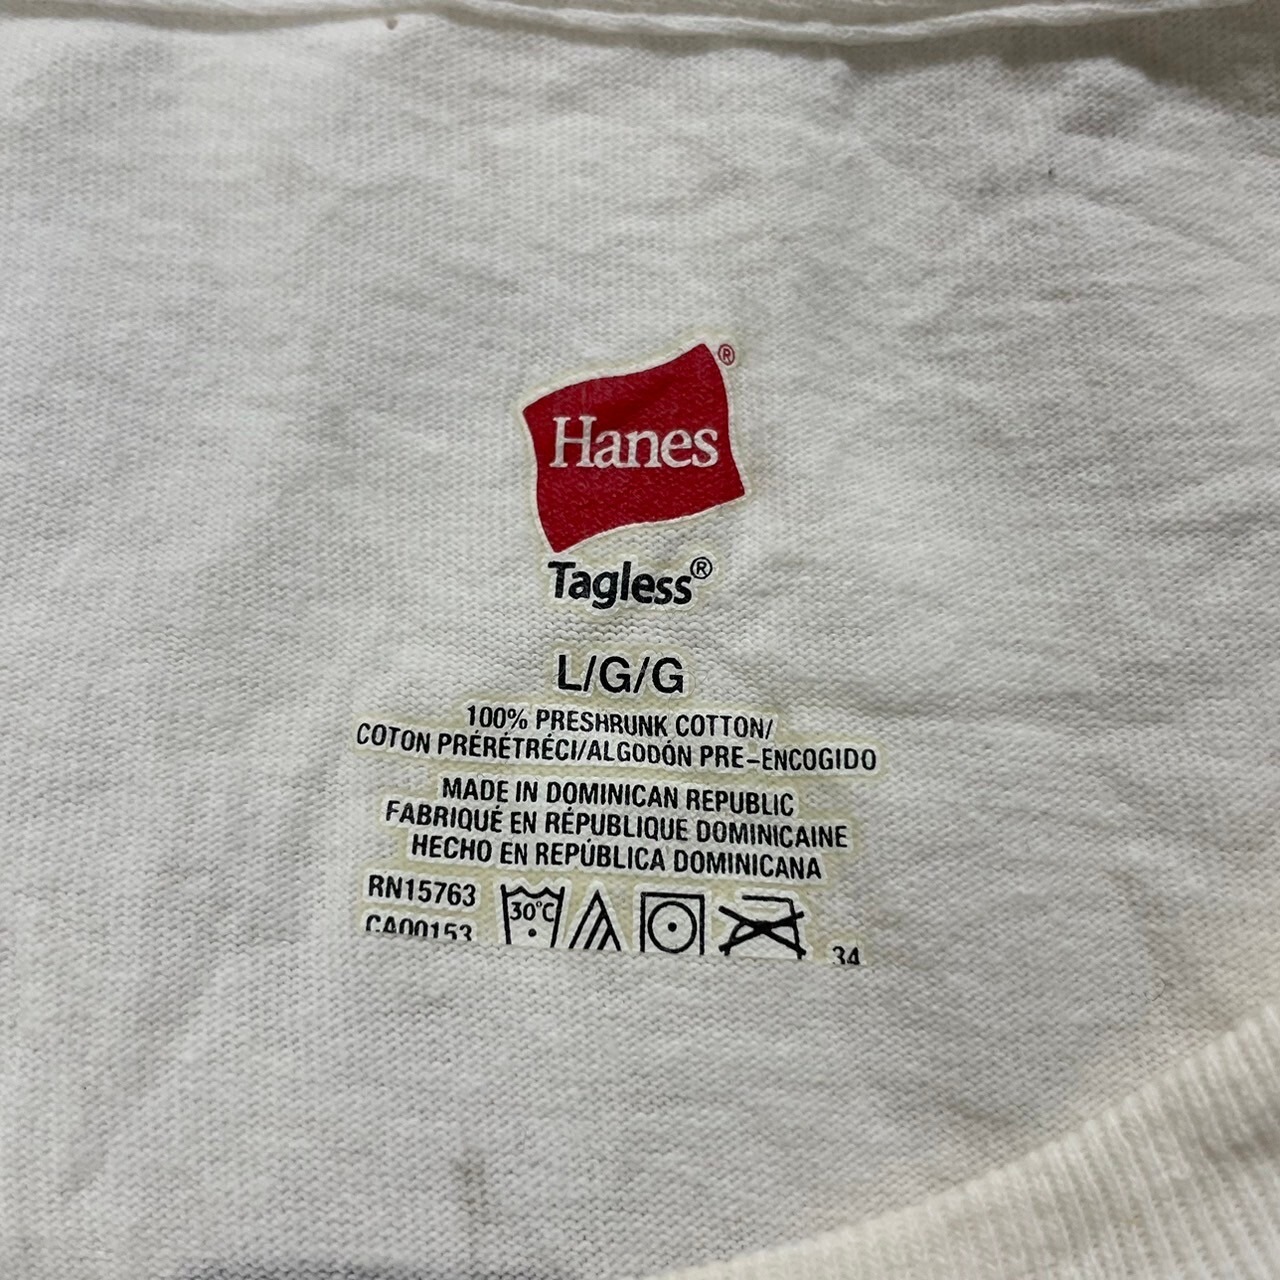 Hanes®
Tagless®
L/G/G
100% PRESHRUNK COTTON/
COTON PRÉRÉTRÉCI/ALGODÓN PRE-ENCOGIDO
MADE IN DOMINICAN REPUBLIC
FABRIQUÉ EN RÉPUBLIQUE DOMINICAINE
HECHO EN REPÚBLICA DOMINICANA
RN15763
30°C
CA00153
34